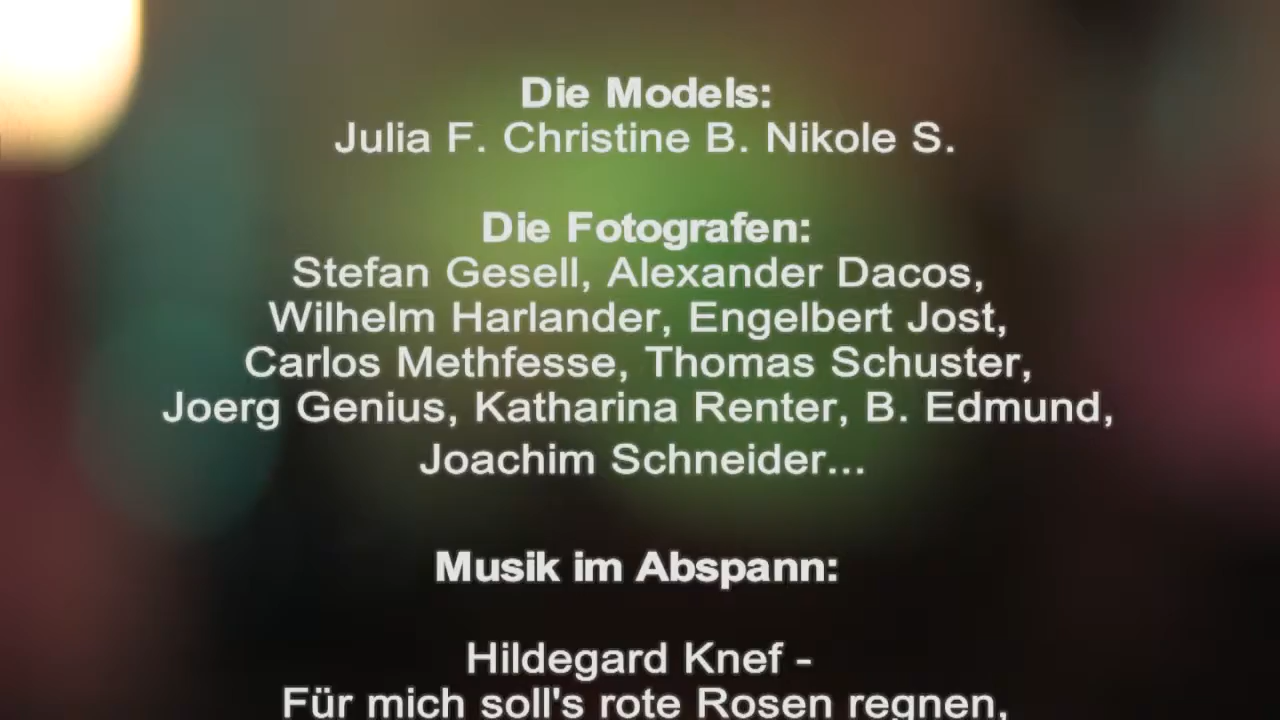 Die Models:
Julia F. Christine B. Nikole S.
Die Fotografen:
Stefan Gesell, Alexander Dacos,
Wilhelm Harlander, Engelbert Jost,
Carlos Methfesse, Thomas Schuster,
Joerg Genius, Katharina Renter, B. Edmund,
Joachim Schneider...
Musik im Abspann:
Hildegard Knef -
Für mich soll's rote Rosen regnen,